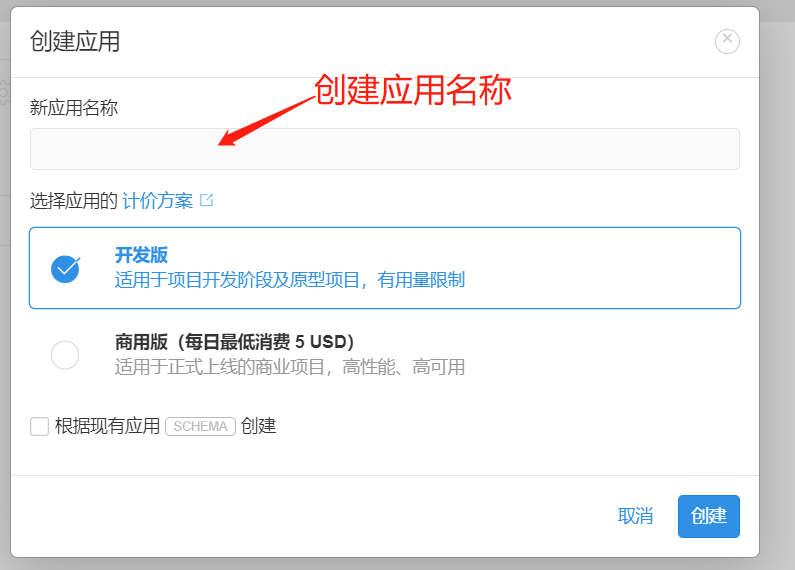 创建应用
创建应用名称
新应用名称
选择应用的 计价方案
开发版
适用于项目开发阶段及原型项目，有用量限制
商用版（每日最低消费 5 USD）
适用于正式上线的商业项目，高性能、高可用
根据现有应用 SCHEMA 创建
取消 创建